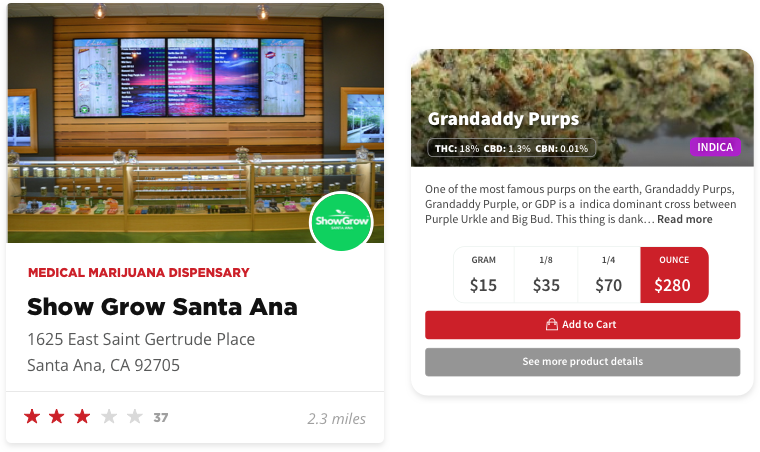 ShowGrow
SANTA ANA
MEDICAL MARIJUANA DISPENSARY
Show Grow Santa Ana
1625 East Saint Gertrude Place
Santa Ana, CA 92705
37
2.3 miles
Grandaddy Purps
THC: 18% CBD: 1.3% CBN: 0.01%
INDICA
One of the most famous purps on the earth, Grandaddy Purps,
Grandaddy Purple, or GDP is a indica dominant cross between
Purple Urkle and Big Bud. This thing is dank… Read more
GRAM
$15
1/8
$35
1/4
$70
OUNCE
$280
Add to Cart
See more product details